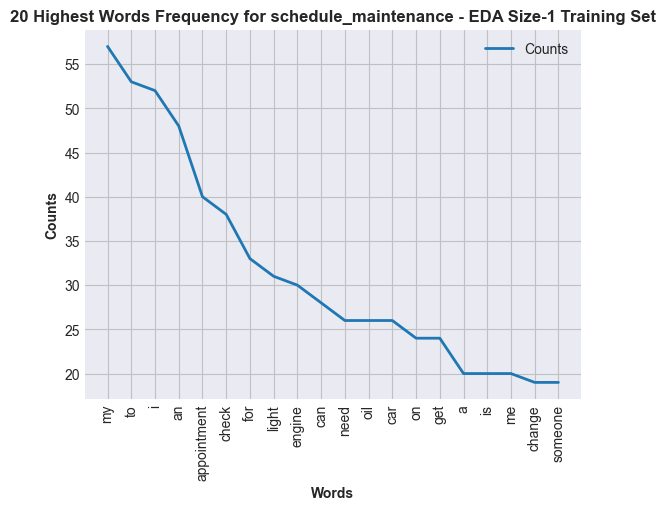 20 Highest Words Frequency for schedule_maintenance - EDA Size-1 Training Set
Counts
55
50
45
40
35
30
25
20
Counts
my
to
i
an
appointment
check
for
light
engine
can
need
oil
car
on
get
a
is
me
change
someone
Words